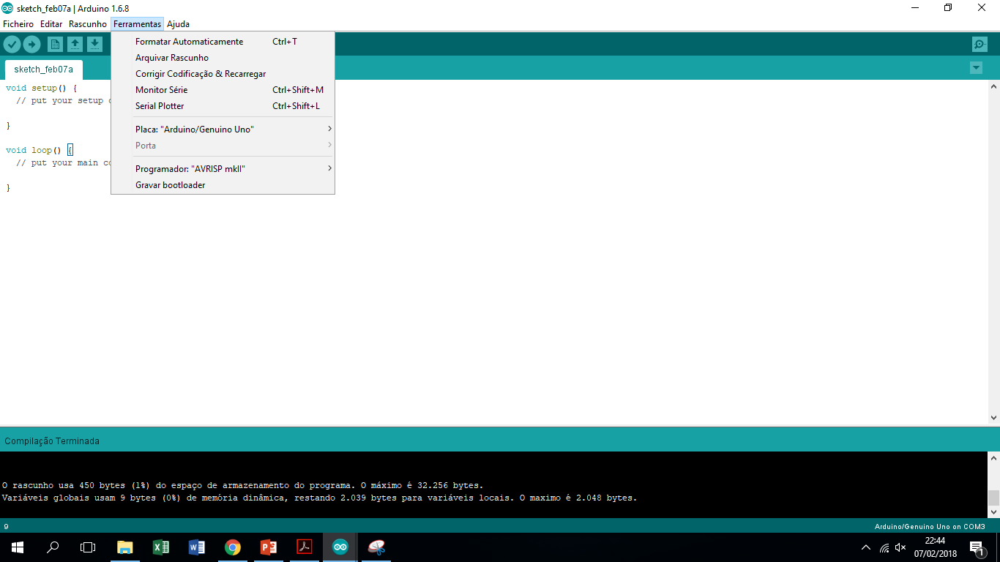 sketch_feb07a | Arduino 1.6.8
Ficheiro Editar Rascunho Ferramentas Ajuda
sketch_feb07a
Formatar Automaticamente Ctrl+T
Arquivar Rascunho
Corrigir Codificação & Recarregar
Monitor Série Ctrl+Shift+M
Serial Plotter Ctrl+Shift+L
Placa: "Arduino/Genuino Uno"
Porta
Programador: "AVRISP mkII"
Gravar bootloader
void setup() {
// put your setup
}
void loop() {
// put your main
}
Compilação Terminada
O rascunho usa 450 bytes (1%) do espaço de armazenamento do programa. O máximo é 32.256 bytes.
Variáveis globais usam 9 bytes (0%) de memória dinâmica, restando 2.039 bytes para variáveis locais. O maximo é 2.048 bytes.
9 Arduino/Genuino Uno on COM3
22:44
07/02/2018
1